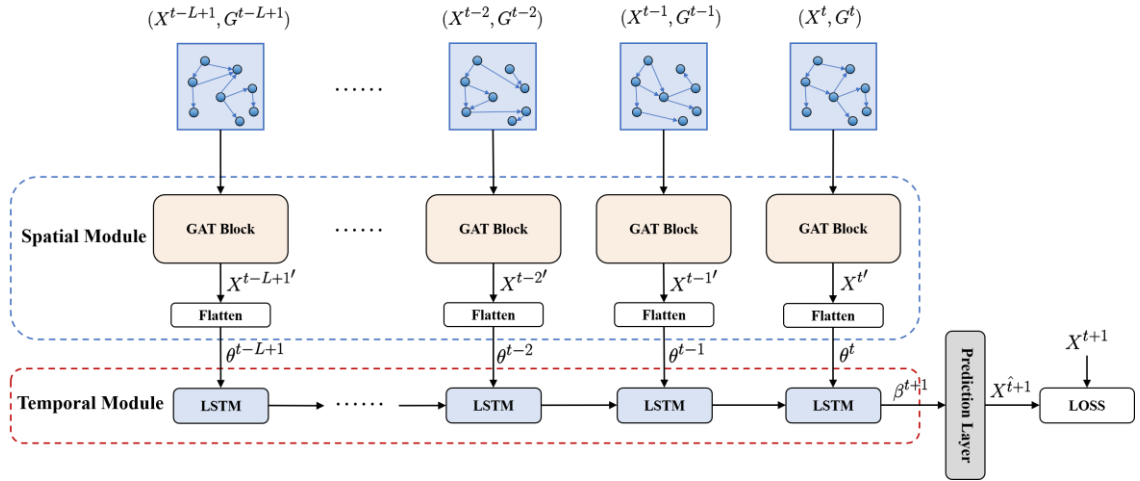 (X^{t-L+1}, G^{t-L+1}) (X^{t-2}, G^{t-2}) (X^{t-1}, G^{t-1}) (X^t, G^t)
......
Spatial Module
GAT Block ...... GAT Block GAT Block GAT Block
X^{t-L+1}′ X^{t-2}′ X^{t-1}′ X^t′
Flatten Flatten Flatten Flatten
θ^{t-L+1} θ^{t-2} θ^{t-1} θ^t
Temporal Module
LSTM ...... LSTM LSTM LSTM
β^{t+1}
Prediction Layer
X^{\hat{t}+1}
X^{t+1}
LOSS